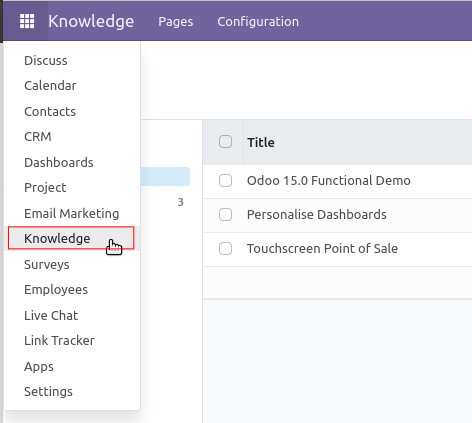 Knowledge Pages Configuration
Discuss
Calendar
Contacts
CRM
Dashboards
Project
Email Marketing
Knowledge
Surveys
Employees
Live Chat
Link Tracker
Apps
Settings
3
Title
Odoo 15.0 Functional Demo
Personalise Dashboards
Touchscreen Point of Sale